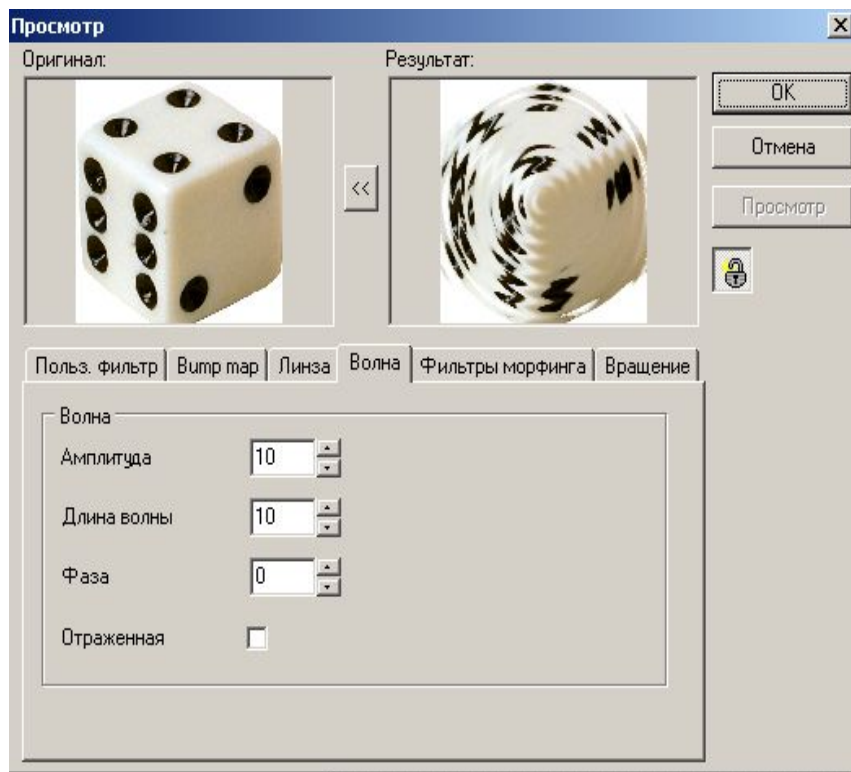 Просмотр
Оригинал:
Результат:
OK
<<
Отмена
Просмотр
Польз. фильтр
Bump map
Линза
Волна
Фильтры морфинга
Вращение
Волна
Амплитуда 10
Длина волны 10
Фаза 0
Отраженная